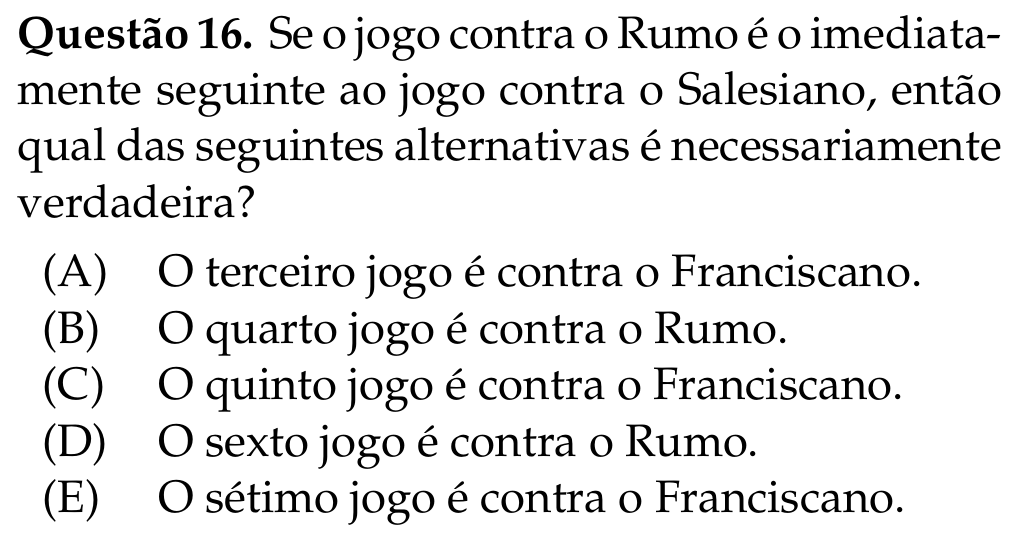 Questão 16. Se o jogo contra o Rumo é o imediata-
mente seguinte ao jogo contra o Salesiano, então
qual das seguintes alternativas é necessariamente
verdadeira?
(A) O terceiro jogo é contra o Franciscano.
(B) O quarto jogo é contra o Rumo.
(C) O quinto jogo é contra o Franciscano.
(D) O sexto jogo é contra o Rumo.
(E) O sétimo jogo é contra o Franciscano.